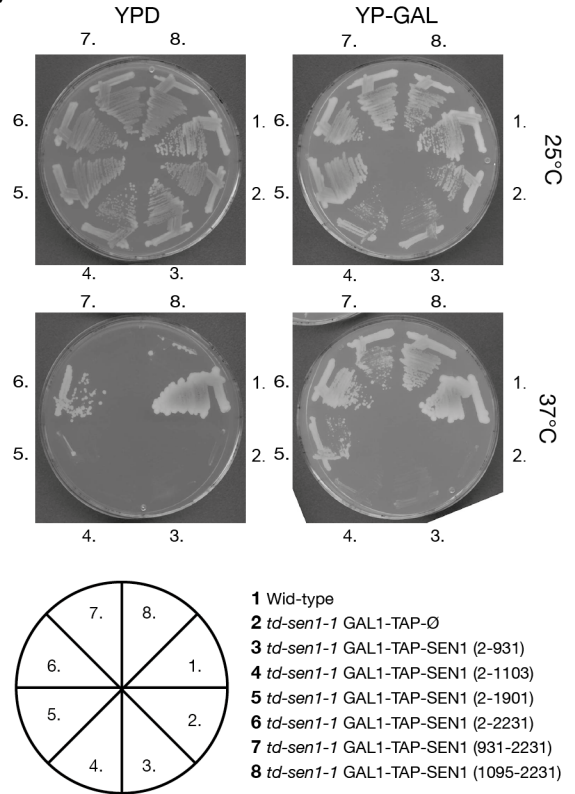 YPD YP-GAL
7. 8. 7. 8.
6. 1. 6. 1.
5. 2. 5. 2.
25°C
4. 3. 4. 3.
7. 8. 7. 8.
6. 1. 6. 1.
5. 2. 5. 2.
37°C
4. 3. 4. 3.
7. 8.
6. 1.
5. 2.
4. 3.
1 Wid-type
2 td-sen1-1 GAL1-TAP-Ø
3 td-sen1-1 GAL1-TAP-SEN1 (2-931)
4 td-sen1-1 GAL1-TAP-SEN1 (2-1103)
5 td-sen1-1 GAL1-TAP-SEN1 (2-1901)
6 td-sen1-1 GAL1-TAP-SEN1 (2-2231)
7 td-sen1-1 GAL1-TAP-SEN1 (931-2231)
8 td-sen1-1 GAL1-TAP-SEN1 (1095-2231)